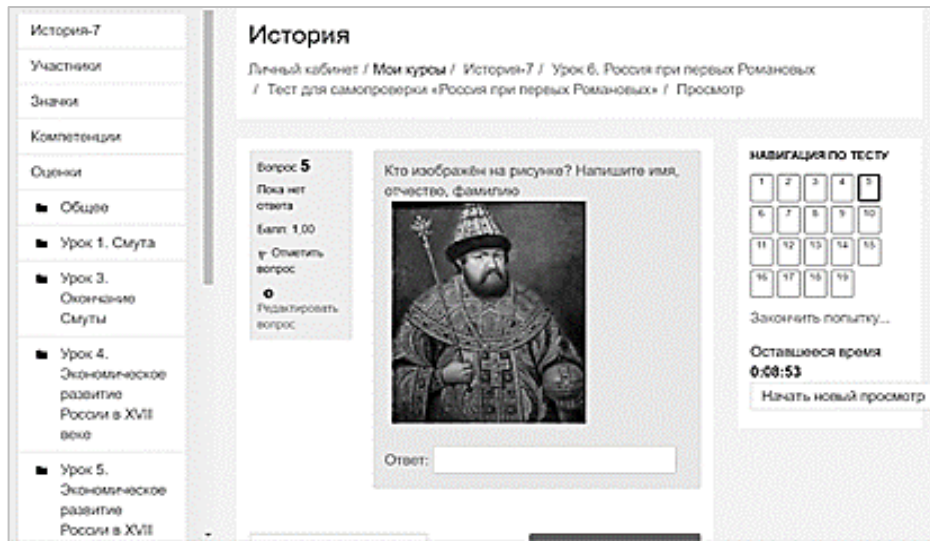 История-7
Участники
Значки
Компетенции
Оценки
Общее
Урок 1. Смута
Урок 3.
Окончание
Смуты
Урок 4.
Экономическое
развитие
России в XVII
веке
Урок 5.
Экономическое
развитие
России в XVII
История
Личный кабинет / Мои курсы / История-7 / Урок 6. Россия при первых Романовых
/ Тест для самопроверки «Россия при первых Романовых» / Просмотр
Вопрос 5
Пока нет
ответа
Балл: 1,00
Отметить
вопрос
Редактировать
вопрос
Кто изображён на рисунке? Напишите имя,
отчество, фамилию
Ответ:
НАВИГАЦИЯ ПО ТЕСТУ
1 2 3 4 5
6 7 8 9 10
11 12 13 14 15
16 17 18 19
Закончить попытку...
Оставшееся время
0:08:53
Начать новый просмотр